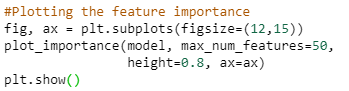 #Plotting the feature importance
fig, ax = plt.subplots(figsize=(12,15))
plot_importance(model, max_num_features=50,
height=0.8, ax=ax)
plt.show()